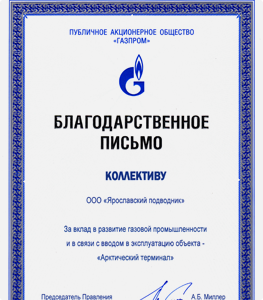 ПУБЛИЧНОЕ АКЦИОНЕРНОЕ ОБЩЕСТВО
«ГАЗПРОМ»
БЛАГОДАРСТВЕННОЕ
ПИСЬМО
КОЛЛЕКТИВУ
ООО «Ярославский подводник»
За вклад в развитие газовой промышленности
и в связи с вводом в эксплуатацию объекта -
«Арктический терминал»
Председатель Правления А.Б. Миллер